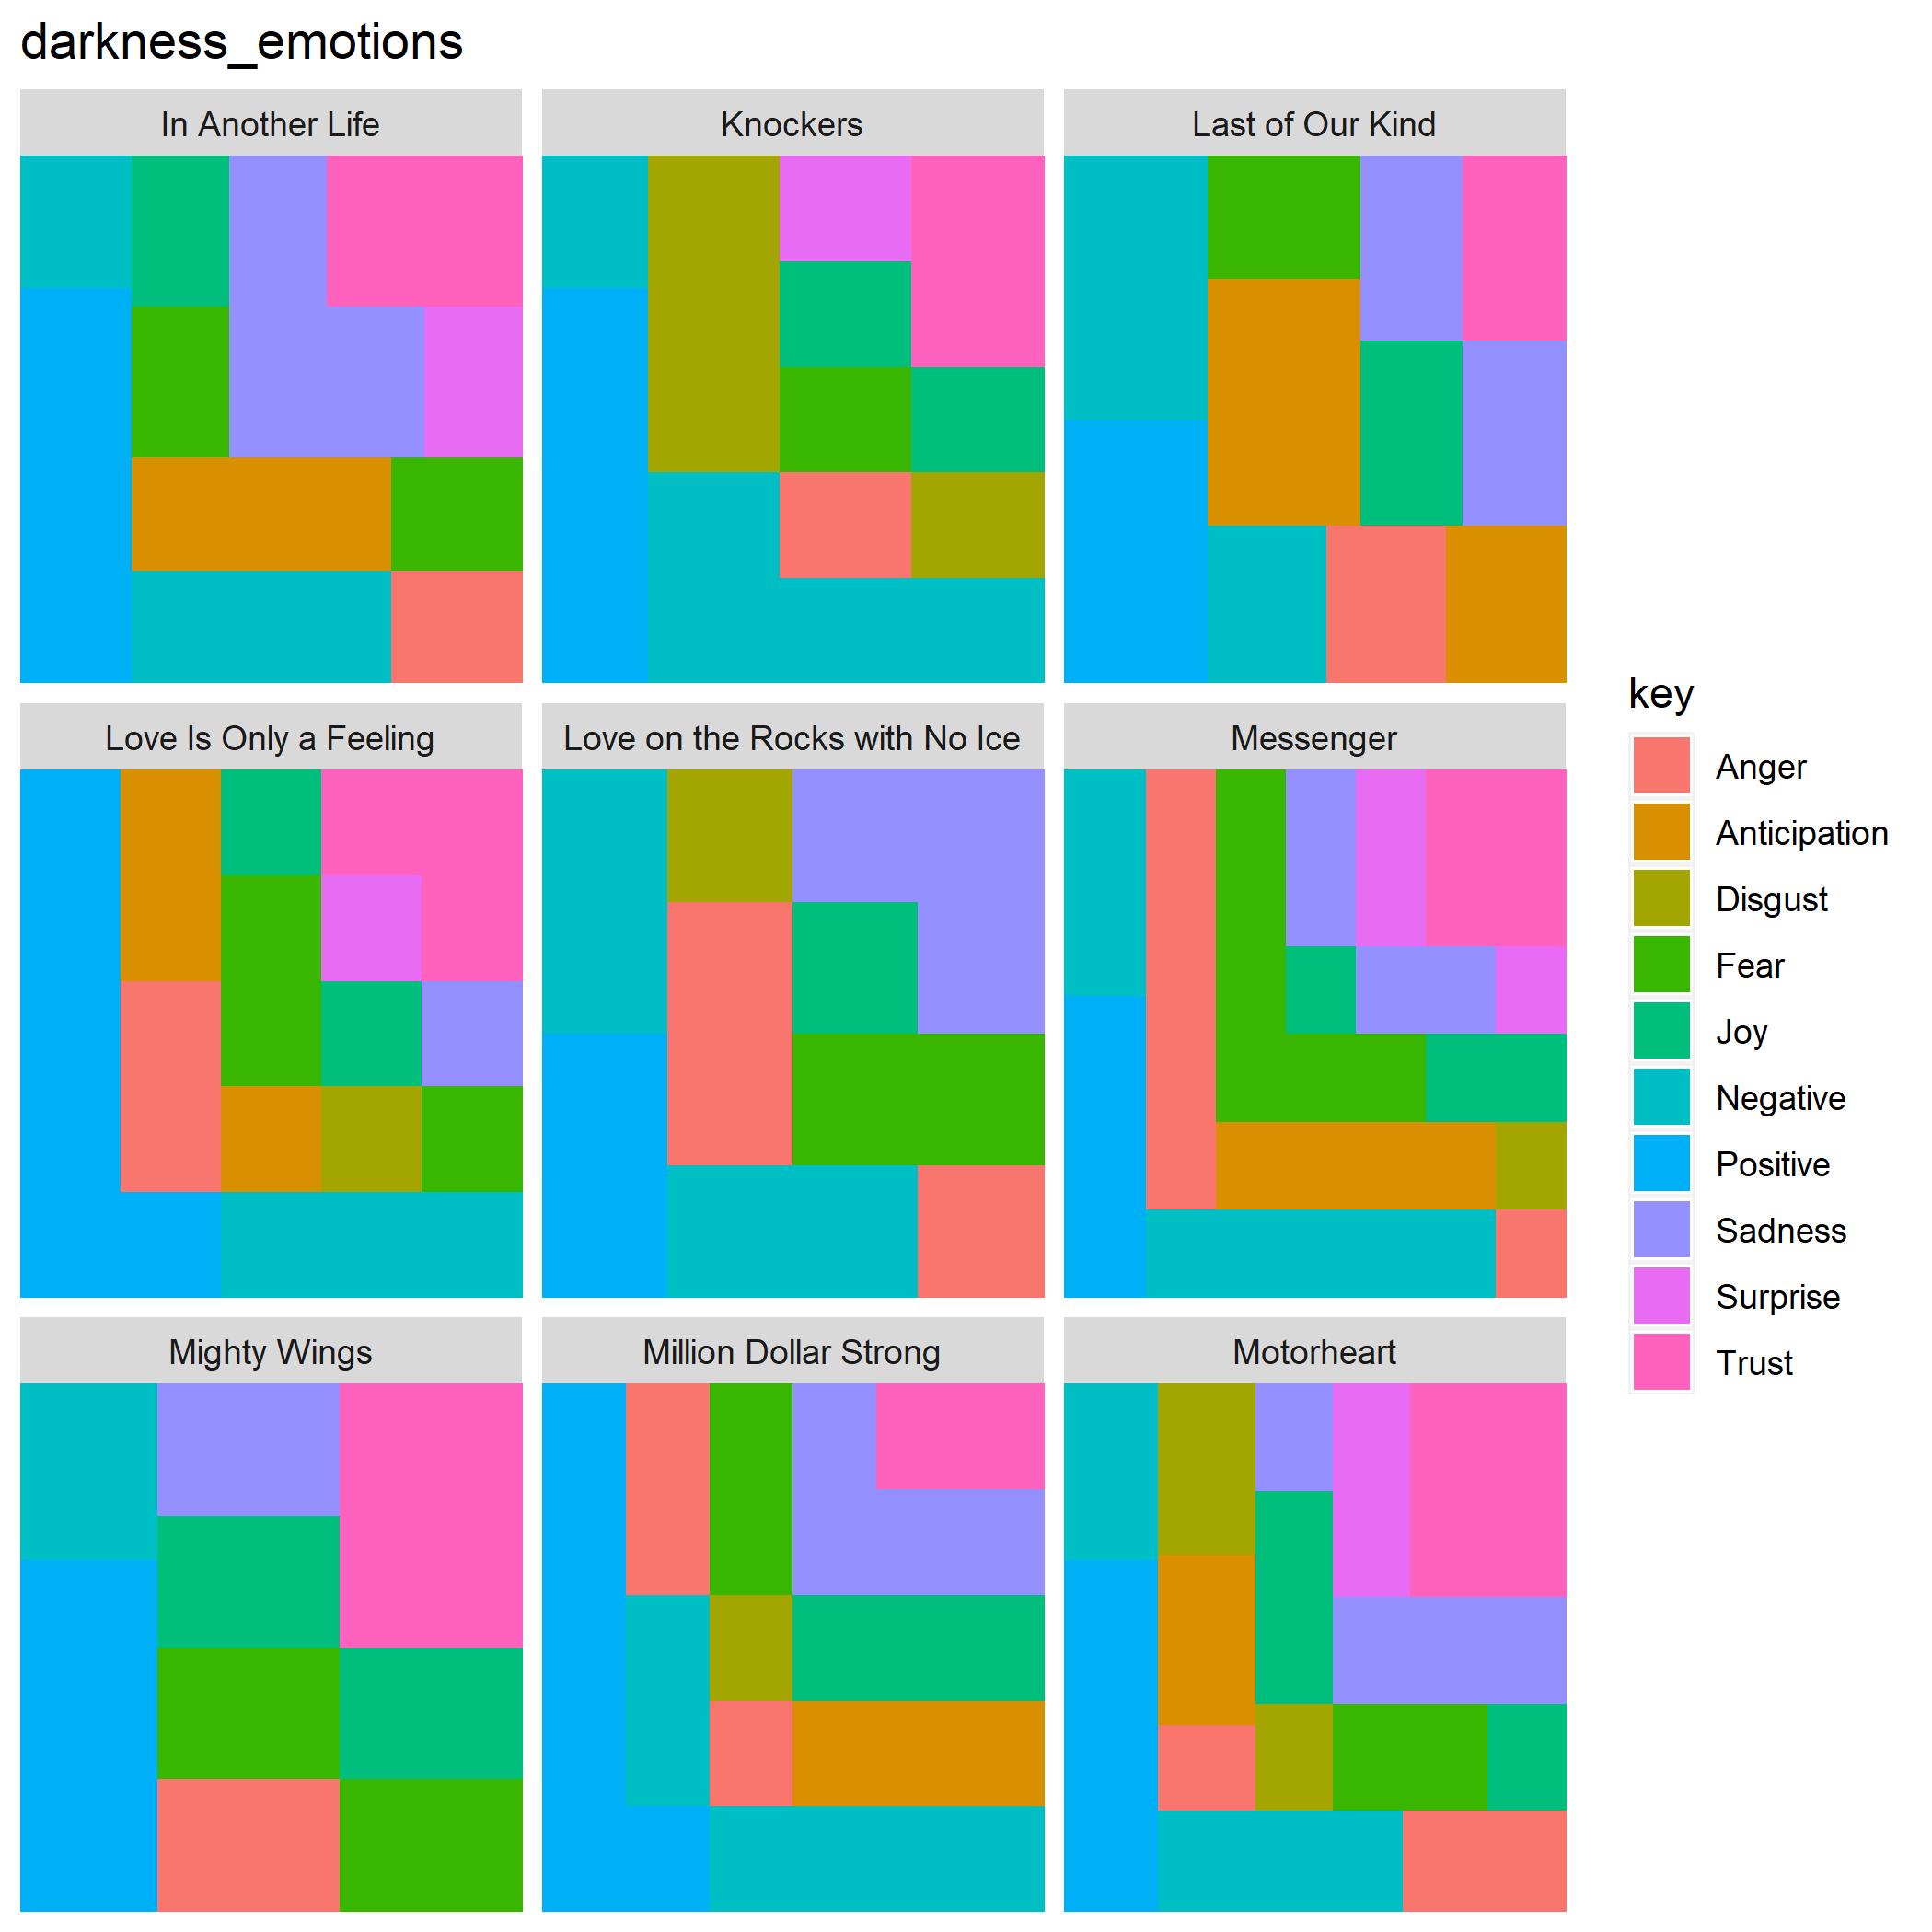 darkness_emotions
In Another Life
Knockers
Last of Our Kind
Love Is Only a Feeling
Love on the Rocks with No Ice
Messenger
Mighty Wings
Million Dollar Strong
Motorheart
key
Anger
Anticipation
Disgust
Fear
Joy
Negative
Positive
Sadness
Surprise
Trust